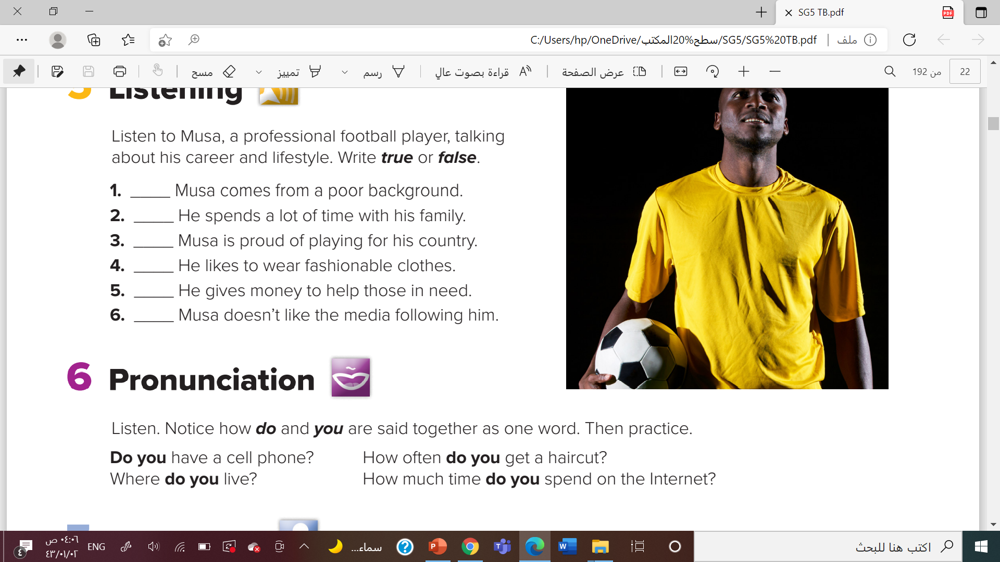 SG5 TB.pdf
PDF
C:/Users/hp/OneDrive/سطح%20المكتب/SG5/SG5%20TB.pdf
ملف
مسح
تمييز
رسم
قراءة بصوت عالٍ
عرض الصفحة
من 192
22
5 Listening
Listen to Musa, a professional football player, talking
about his career and lifestyle. Write true or false.
1. _____ Musa comes from a poor background.
2. _____ He spends a lot of time with his family.
3. _____ Musa is proud of playing for his country.
4. _____ He likes to wear fashionable clothes.
5. _____ He gives money to help those in need.
6. _____ Musa doesn’t like the media following him.
6 Pronunciation
Listen. Notice how do and you are said together as one word. Then practice.
Do you have a cell phone?
Where do you live?
How often do you get a haircut?
How much time do you spend on the Internet?
٠٤:٠٦ ص
٤٣/٠١/٠٢
٤
ENG
سماء...
اكتب هنا للبحث